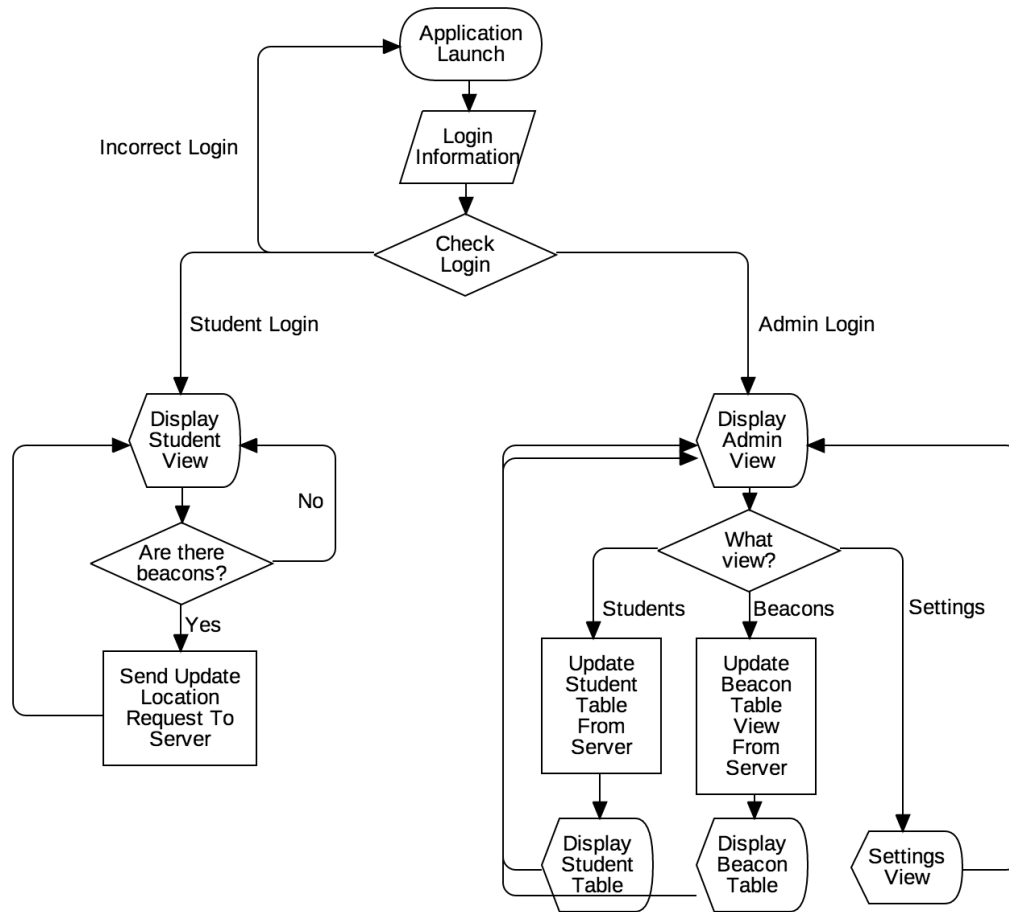 Application
Launch
Login
Information
Incorrect Login
Check
Login
Student Login
Admin Login
Display
Student
View
Display
Admin
View
No
Are there
beacons?
What
view?
Yes
Students
Beacons
Settings
Send Update
Location
Request To
Server
Update
Student
Table
From
Server
Update
Beacon
Table
View
From
Server
Display
Student
Table
Display
Beacon
Table
Settings
View